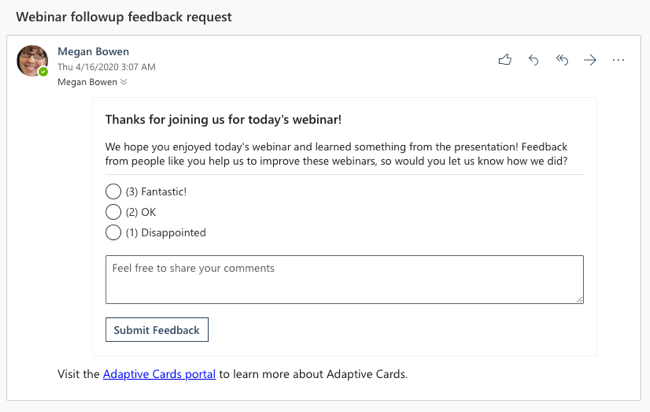 Webinar followup feedback request
Megan Bowen
Thu 4/16/2020 3:07 AM
Megan Bowen
Thanks for joining us for today's webinar!
We hope you enjoyed today's webinar and learned something from the presentation! Feedback
from people like you help us to improve these webinars, so would you let us know how we did?
(3) Fantastic!
(2) OK
(1) Disappointed
Feel free to share your comments
Submit Feedback
Visit the Adaptive Cards portal to learn more about Adaptive Cards.